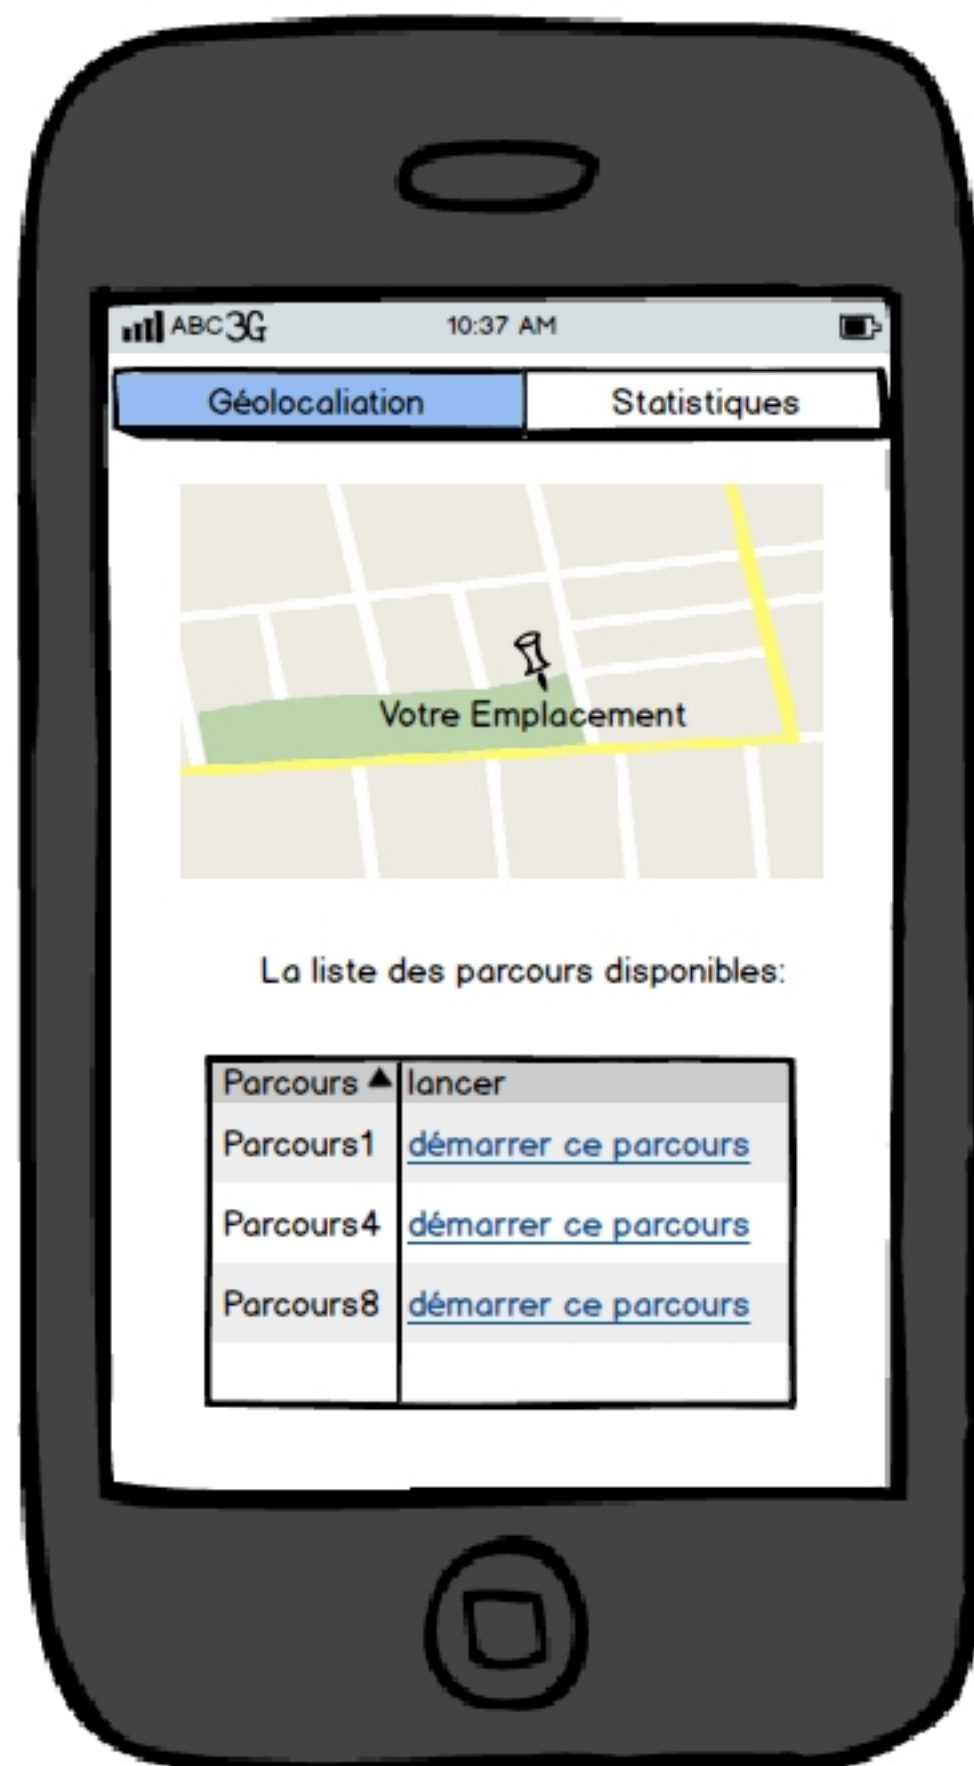 ABC 3G 10:37 AM
Géolocaliation Statistiques
Votre Emplacement
La liste des parcours disponibles:
Parcours lancer
Parcours1 démarrer ce parcours
Parcours4 démarrer ce parcours
Parcours8 démarrer ce parcours